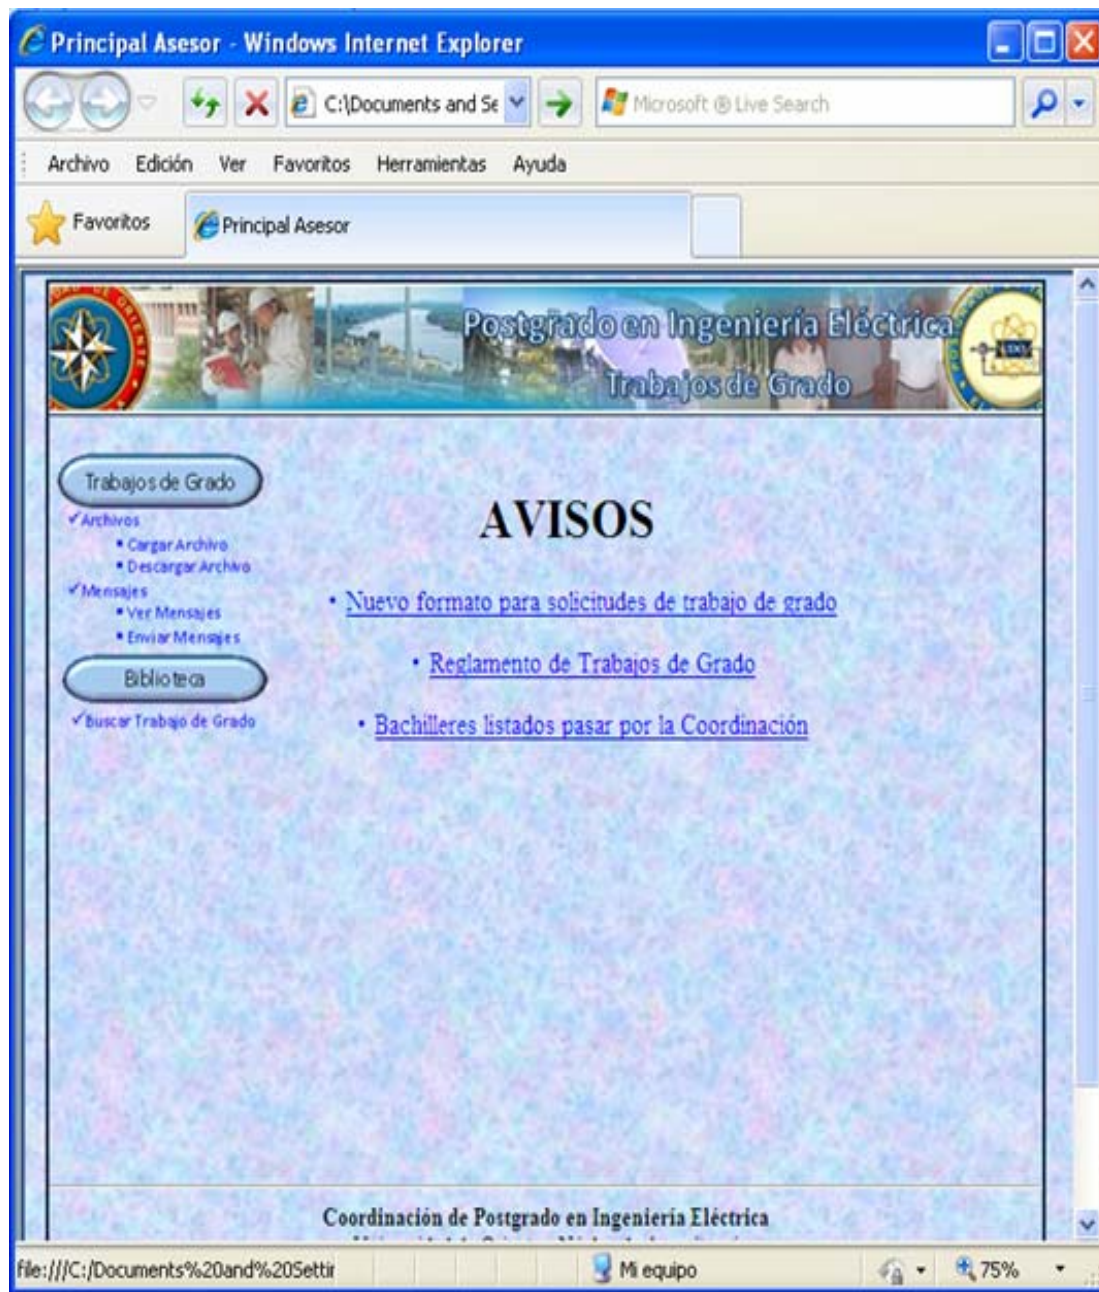 Principal Asesor - Windows Internet Explorer
C:\Documents and Se
Microsoft ® Live Search
Archivo Edición Ver Favoritos Herramientas Ayuda
Favoritos Principal Asesor
Postgrado en Ingeniería Eléctrica
Trabajos de Grado
Trabajos de Grado
✓Archivos
▪ Cargar Archivo
▪ Descargar Archivo
✓Mensajes
▪ Ver Mensajes
▪ Enviar Mensajes
Biblioteca
✓Buscar Trabajo de Grado
AVISOS
• Nuevo formato para solicitudes de trabajo de grado
• Reglamento de Trabajos de Grado
• Bachilleres listados pasar por la Coordinación
Coordinación de Postgrado en Ingeniería Eléctrica
file:///C:/Documents%20and%20Settir Mi equipo 75%